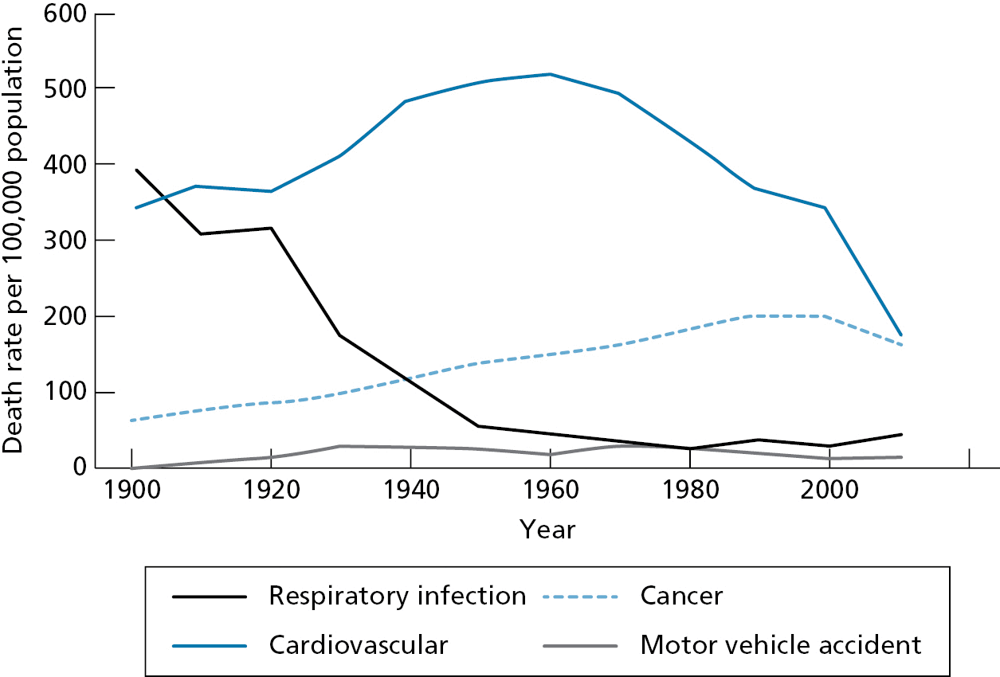 Death rate per 100,000 population
600
500
400
300
200
100
0
1900 1920 1940 1960 1980 2000
Year
Respiratory infection Cancer
Cardiovascular Motor vehicle accident